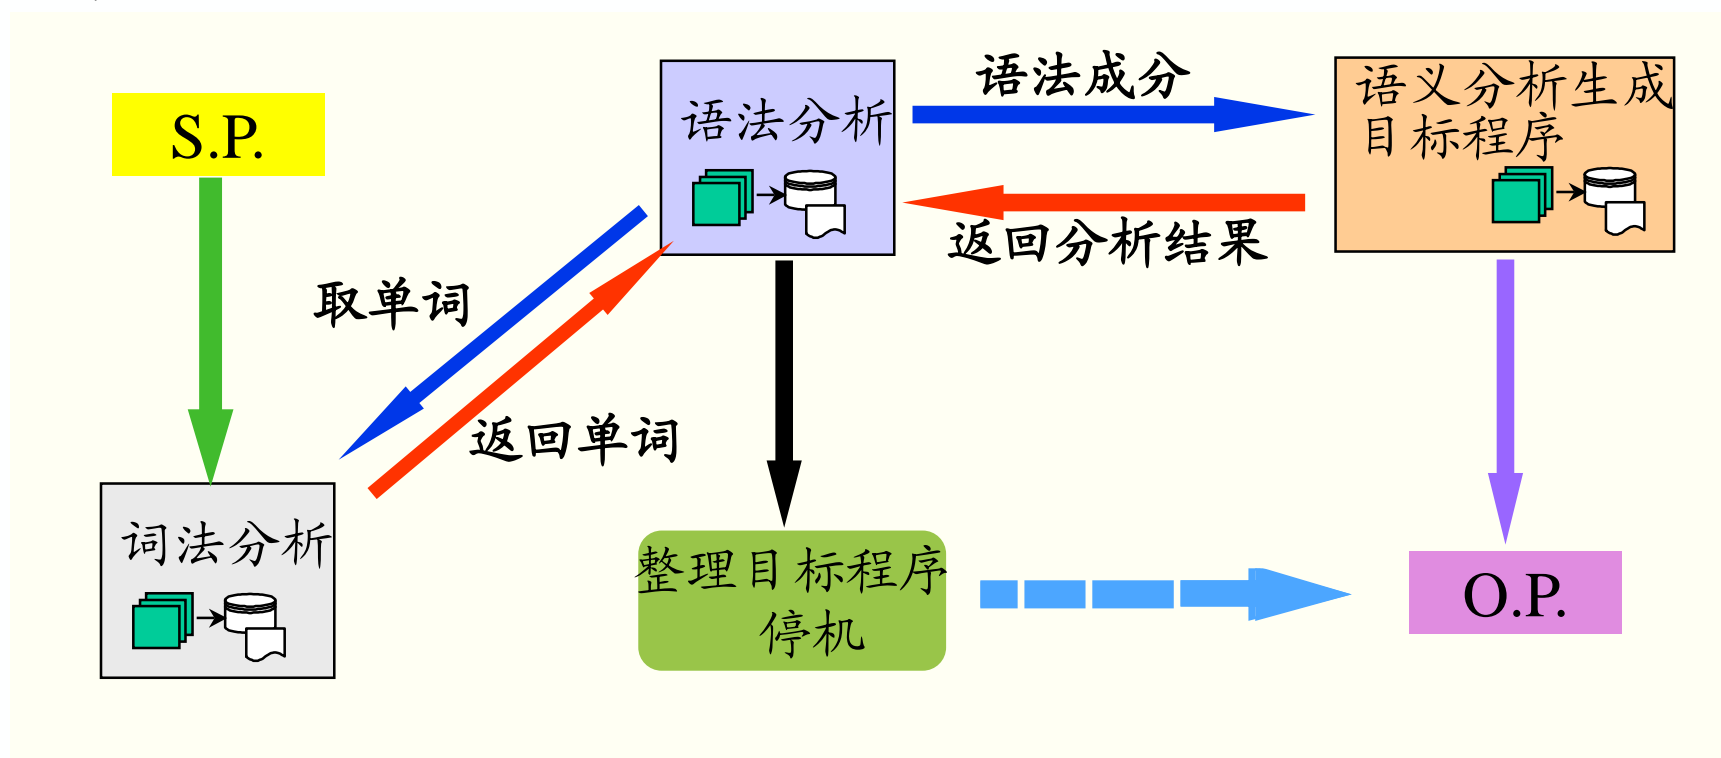 S.P.
语法分析
语法成分
语义分析生成
目标程序
返回分析结果
取单词
返回单词
词法分析
整理目标程序
停机
O.P.